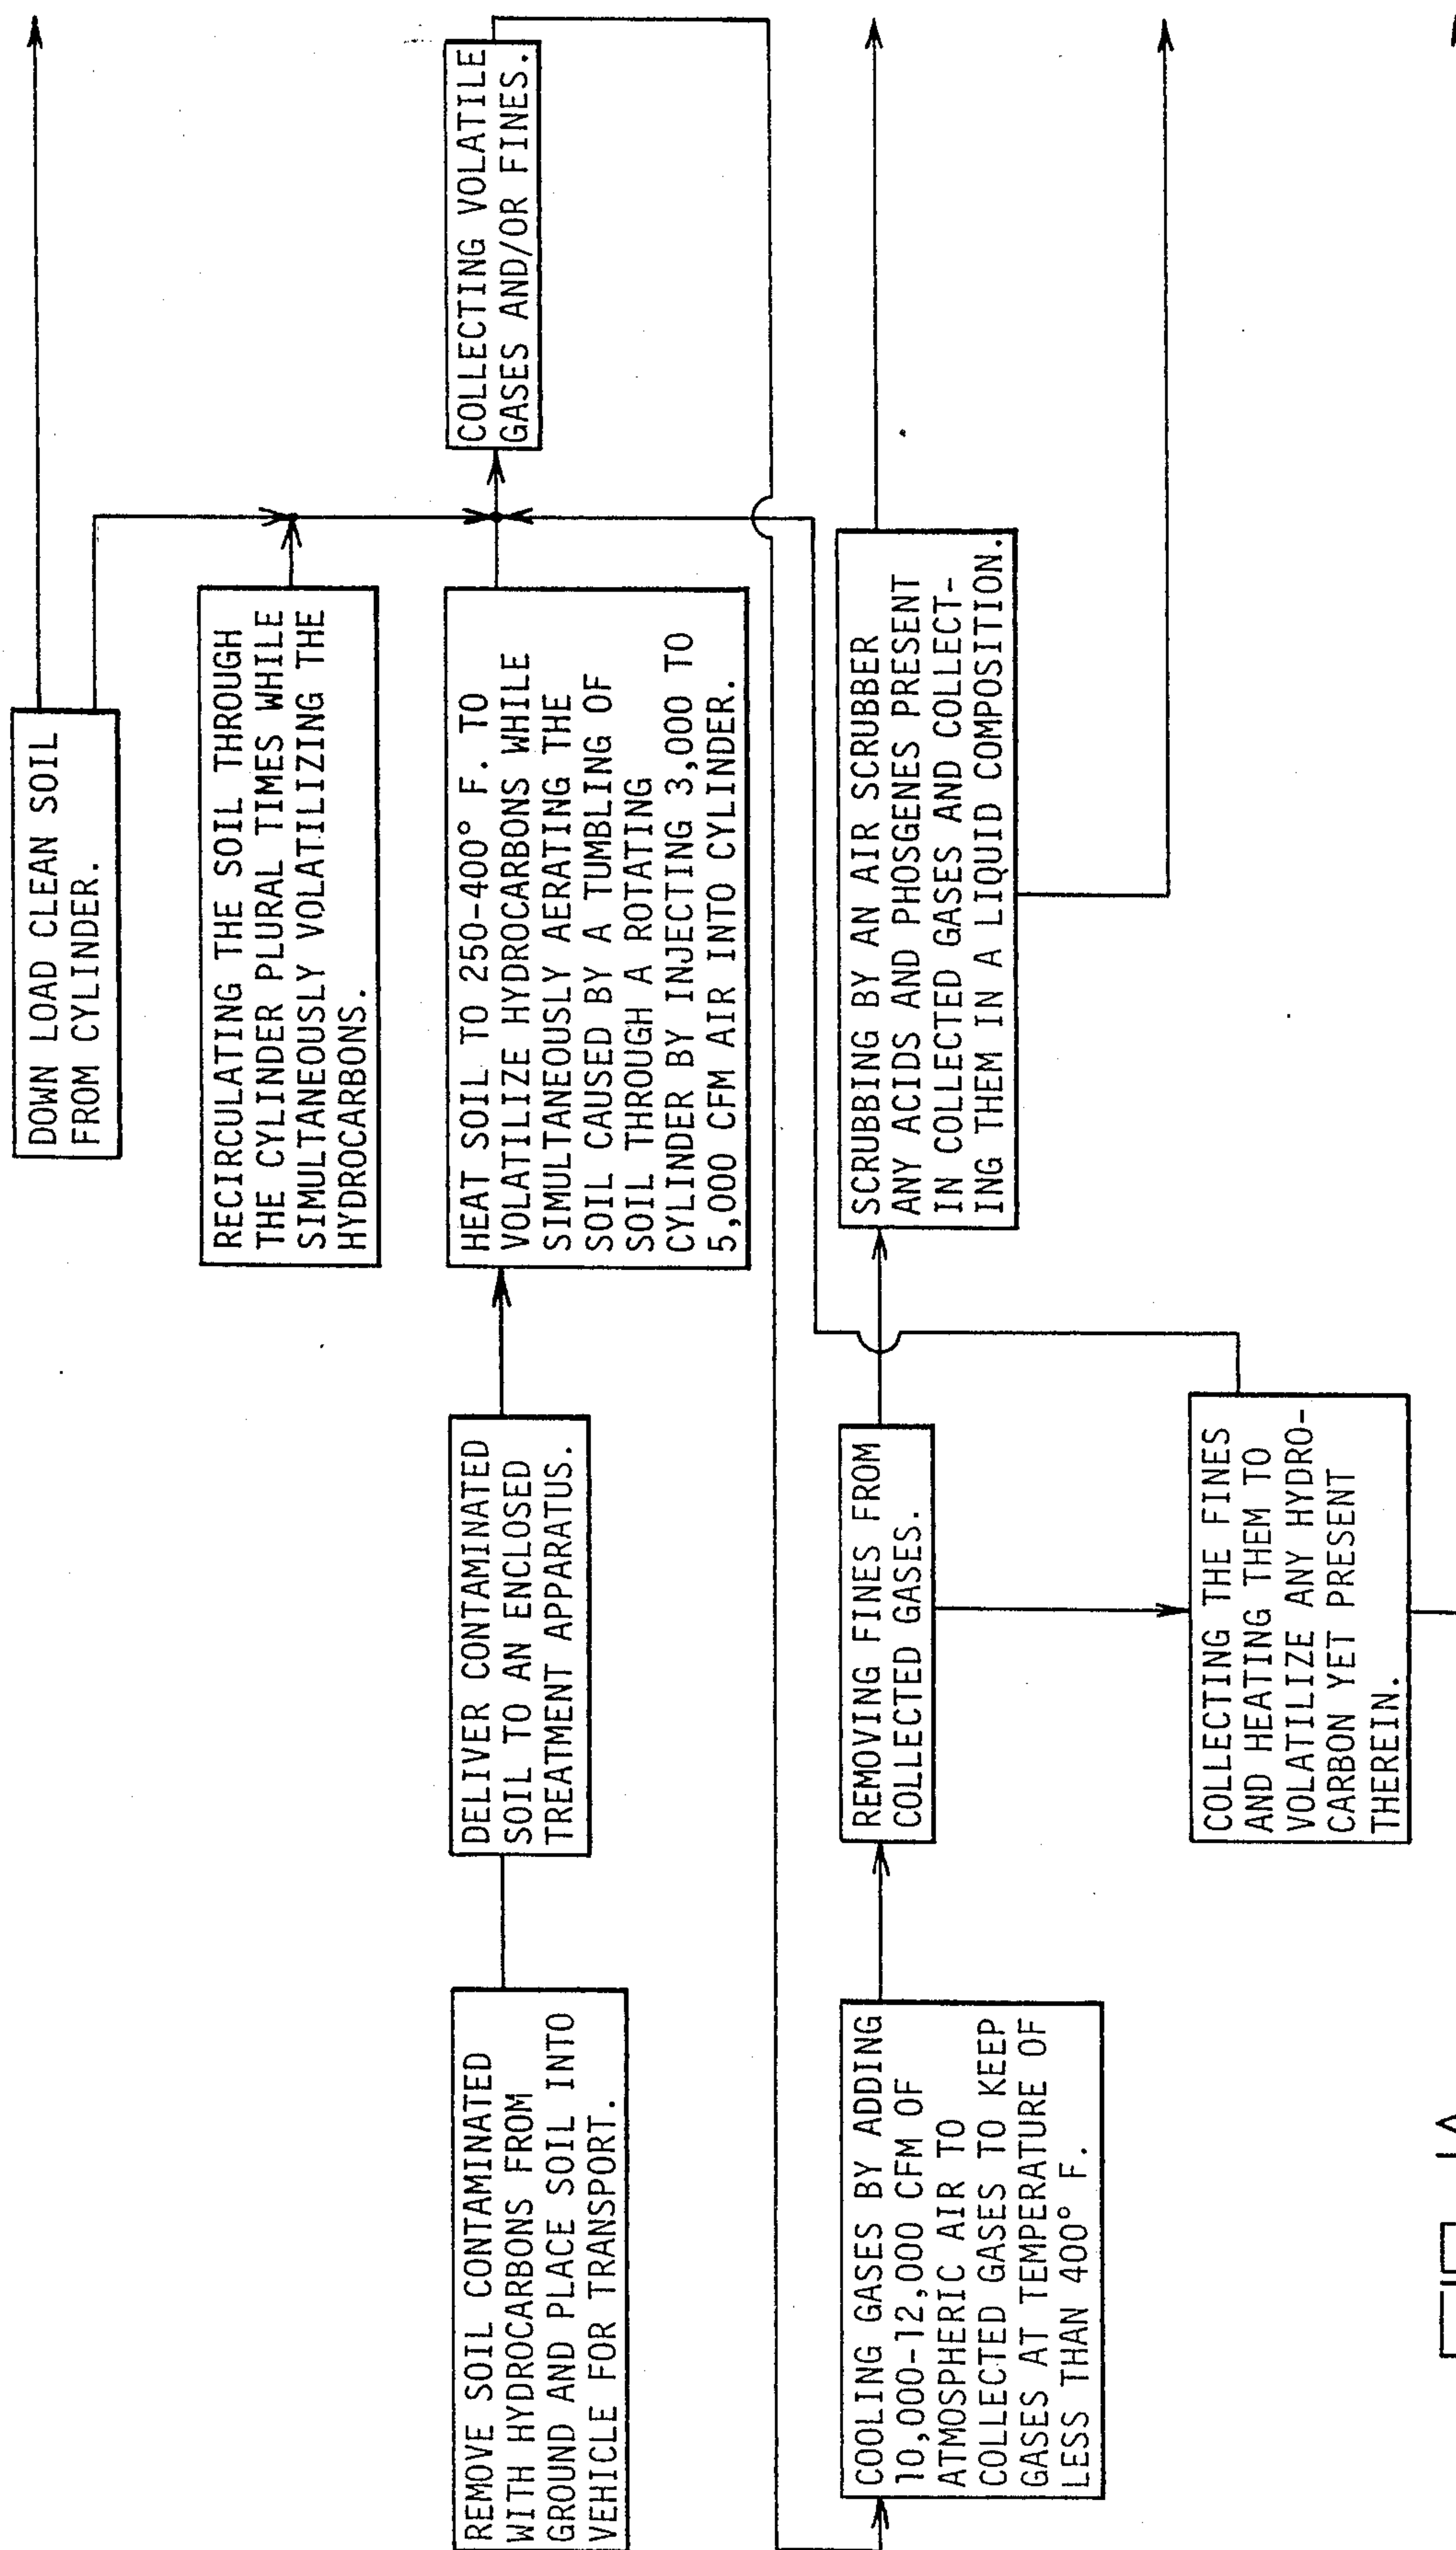 DOWN LOAD CLEAN SOIL
FROM CYLINDER.
RECIRCULATING THE SOIL THROUGH
THE CYLINDER PLURAL TIMES WHILE
SIMULTANEOUSLY VOLATILIZING THE
HYDROCARBONS.
REMOVE SOIL CONTAMINATED
WITH HYDROCARBONS FROM
GROUND AND PLACE SOIL INTO
VEHICLE FOR TRANSPORT.
DELIVER CONTAMINATED
SOIL TO AN ENCLOSED
TREATMENT APPARATUS.
HEAT SOIL TO 250-400° F. TO
VOLATILIZE HYDROCARBONS WHILE
SIMULTANEOUSLY AERATING THE
SOIL CAUSED BY A TUMBLING OF
SOIL THROUGH A ROTATING
CYLINDER BY INJECTING 3,000 TO
5,000 CFM AIR INTO CYLINDER.
COLLECTING VOLATILE
GASES AND/OR FINES.
COOLING GASES BY ADDING
10,000-12,000 CFM OF
ATMOSPHERIC AIR TO
COLLECTED GASES TO KEEP
GASES AT TEMPERATURE OF
LESS THAN 400° F.
REMOVING FINES FROM
COLLECTED GASES.
SCRUBBING BY AN AIR SCRUBBER
ANY ACIDS AND PHOSGENES PRESENT
IN COLLECTED GASES AND COLLECT-
ING THEM IN A LIQUID COMPOSITION.
COLLECTING THE FINES
AND HEATING THEM TO
VOLATILIZE ANY HYDRO-
CARBON YET PRESENT
THEREIN.